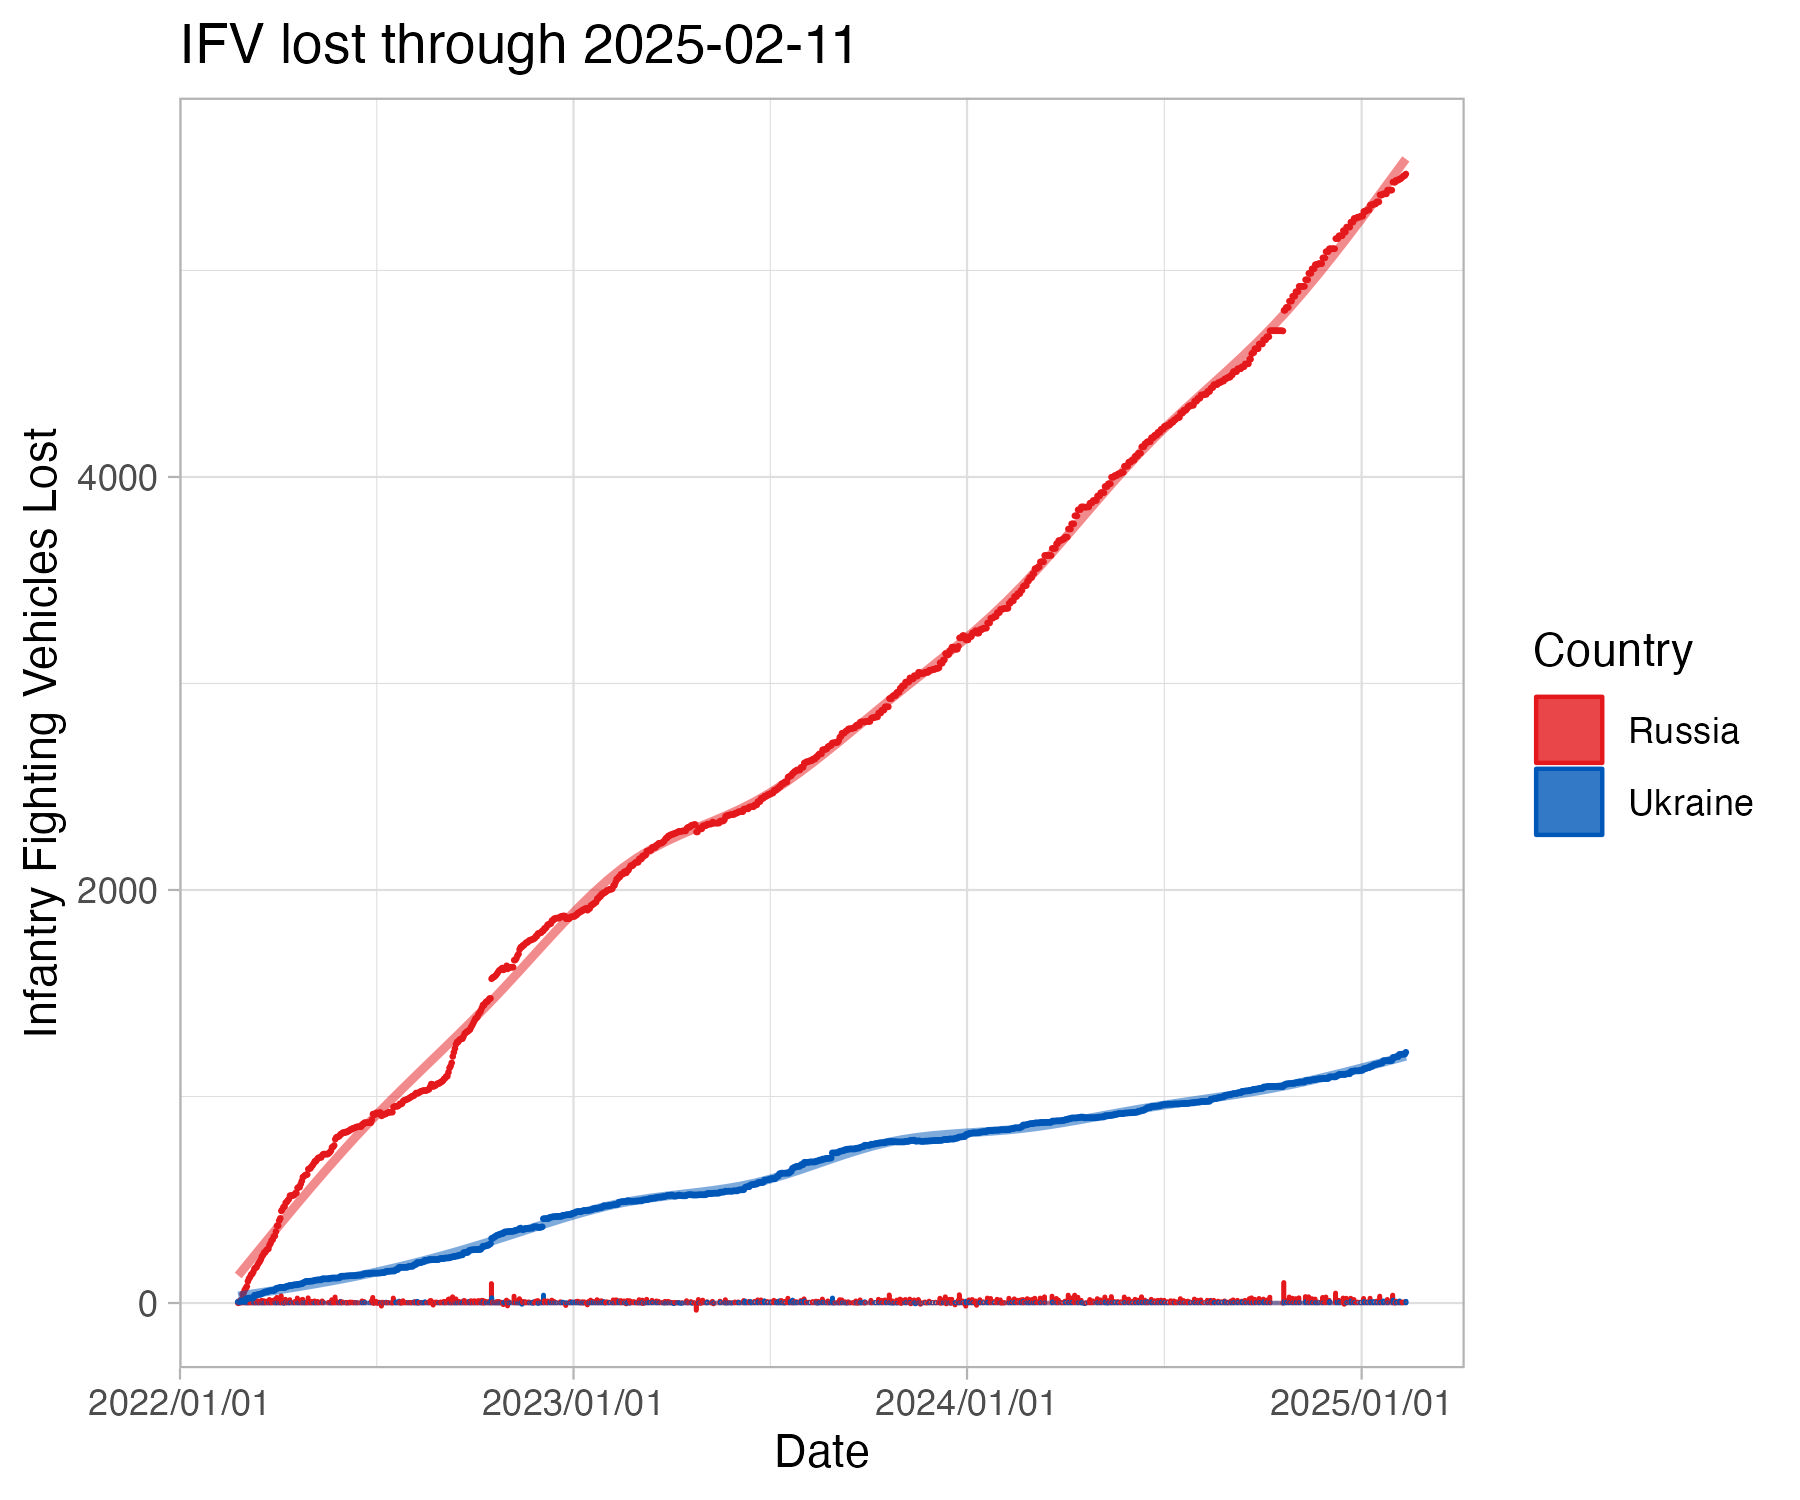 IFV lost through 2025-02-11
Infantry Fighting Vehicles Lost
4000
2000
0
2022/01/01
2023/01/01
2024/01/01
2025/01/01
Date
Country
Russia
Ukraine